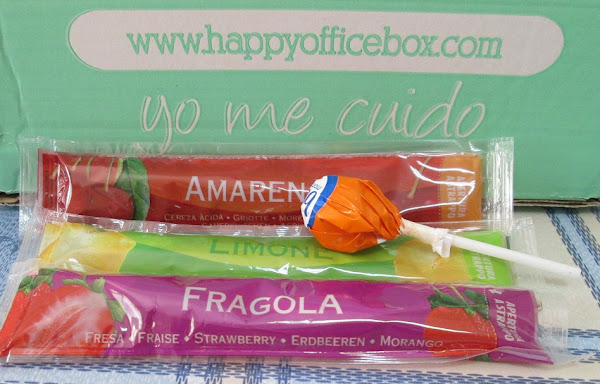 www.happyofficebox.com
yo me cuido
AMAREN
CEREZA ÁCIDA • GRIOTTE • MORE
LIMONE
FRAGOLA
FRESA • FRAISE • STRAWBERRY • ERDBEEREN • MORANGO